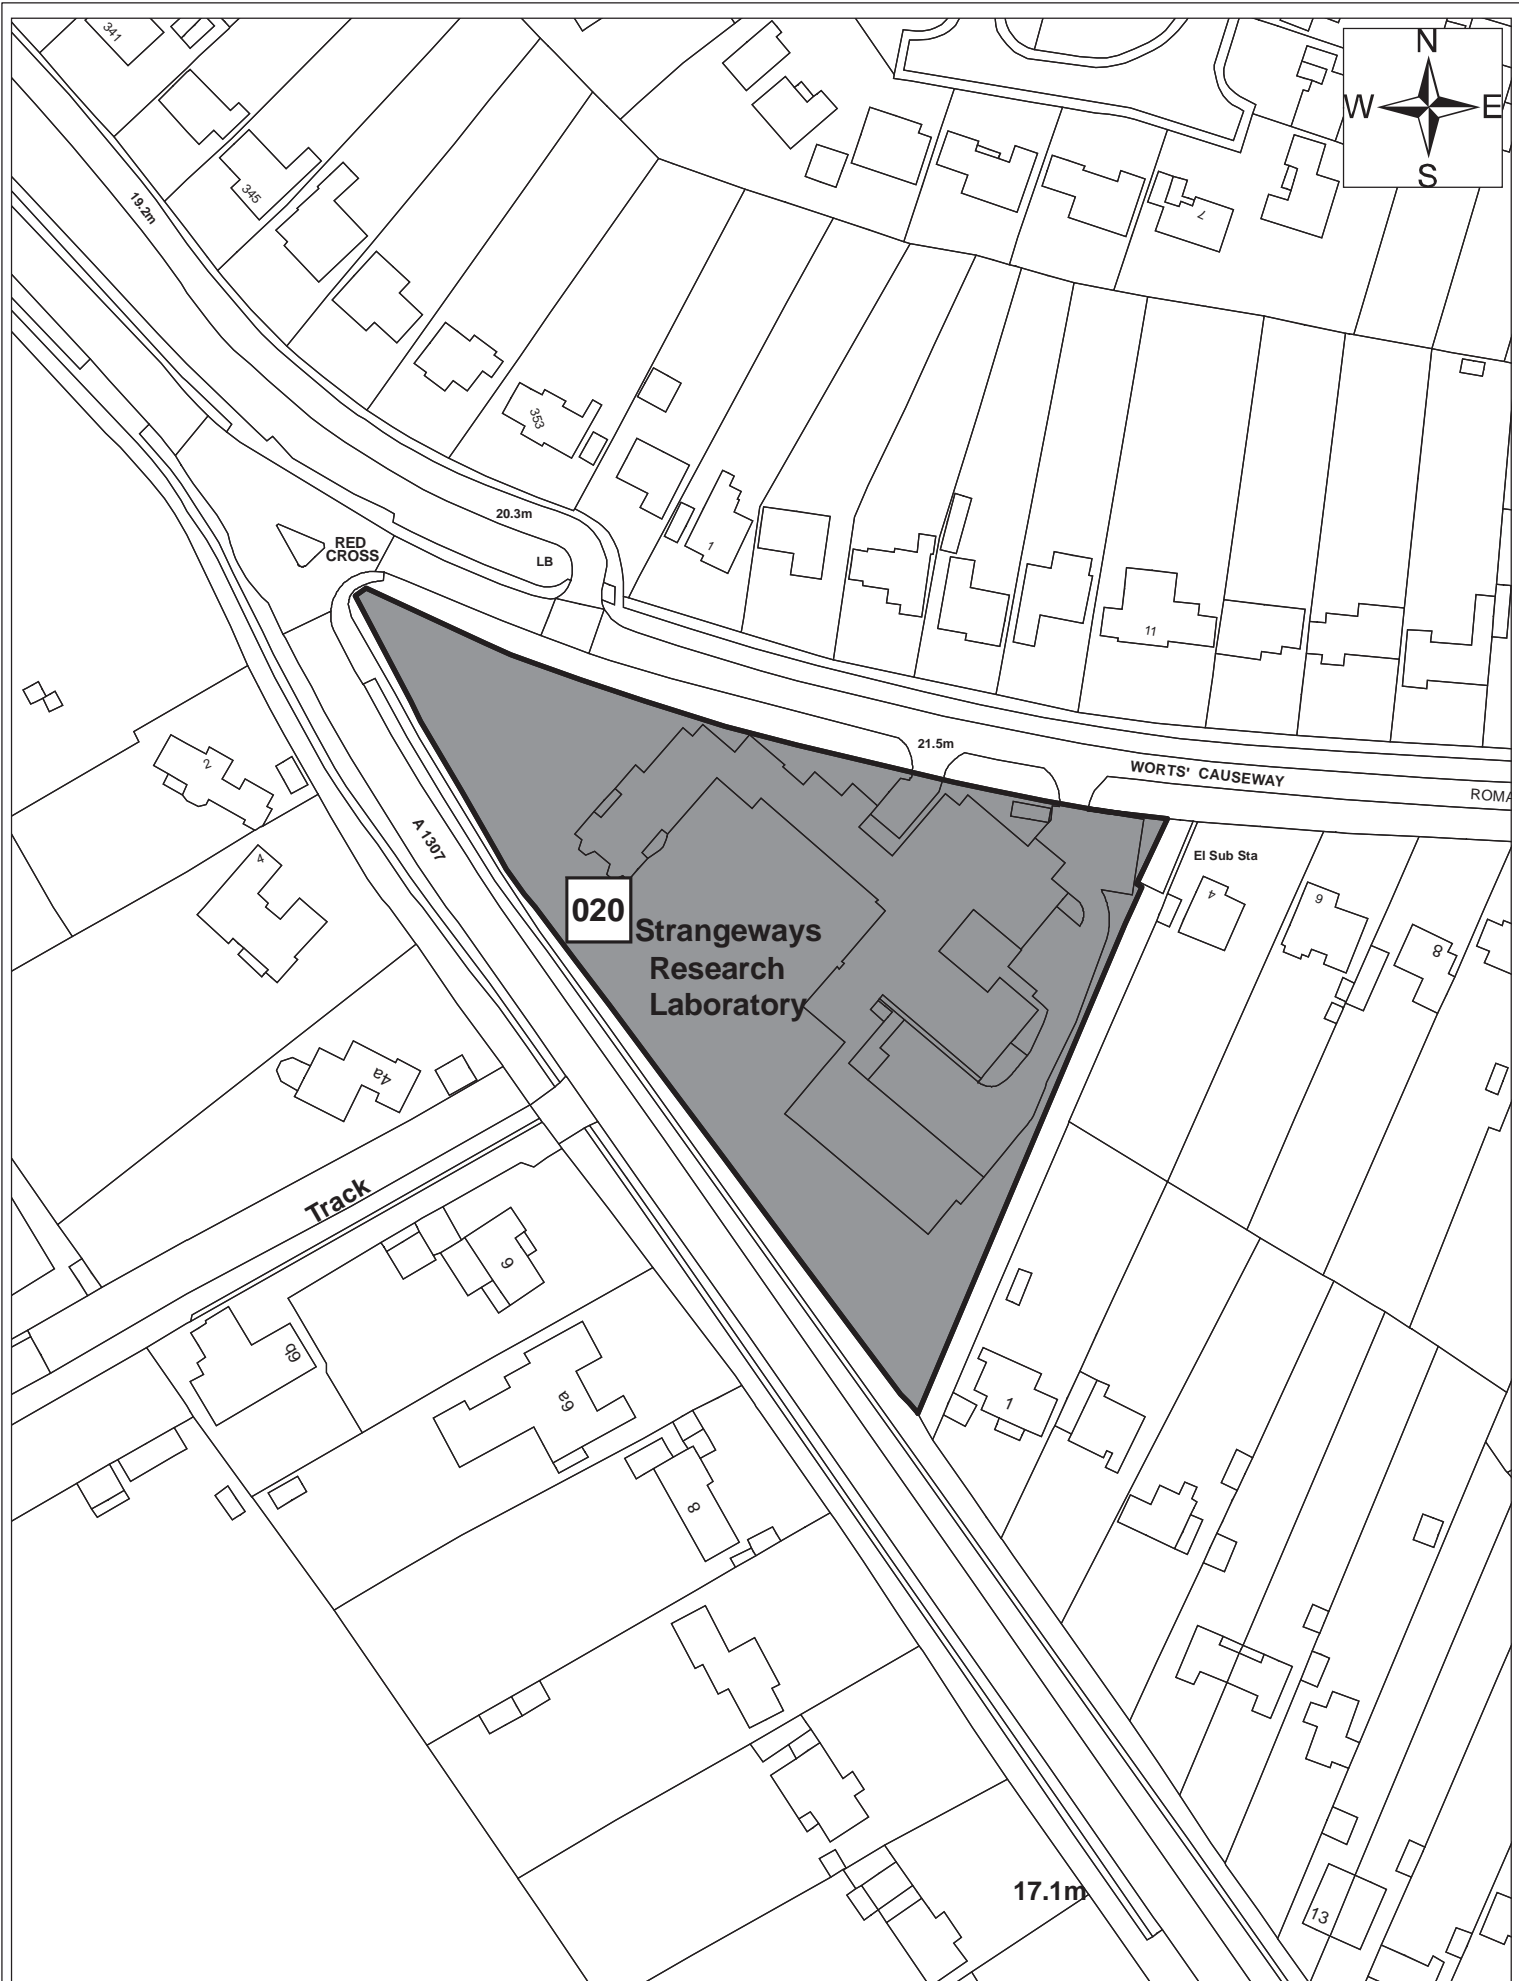 341
N
W E
S
345
19.2m
7
353
20.3m
RED
CROSS
LB
1
11
21.5m
WORTS' CAUSEWAY
ROMA
2
A 1307
4
El Sub Sta
4
6
8
020
Strangeways
Research
Laboratory
4a
Track
6
6b
6a
1
8
17.1m
13